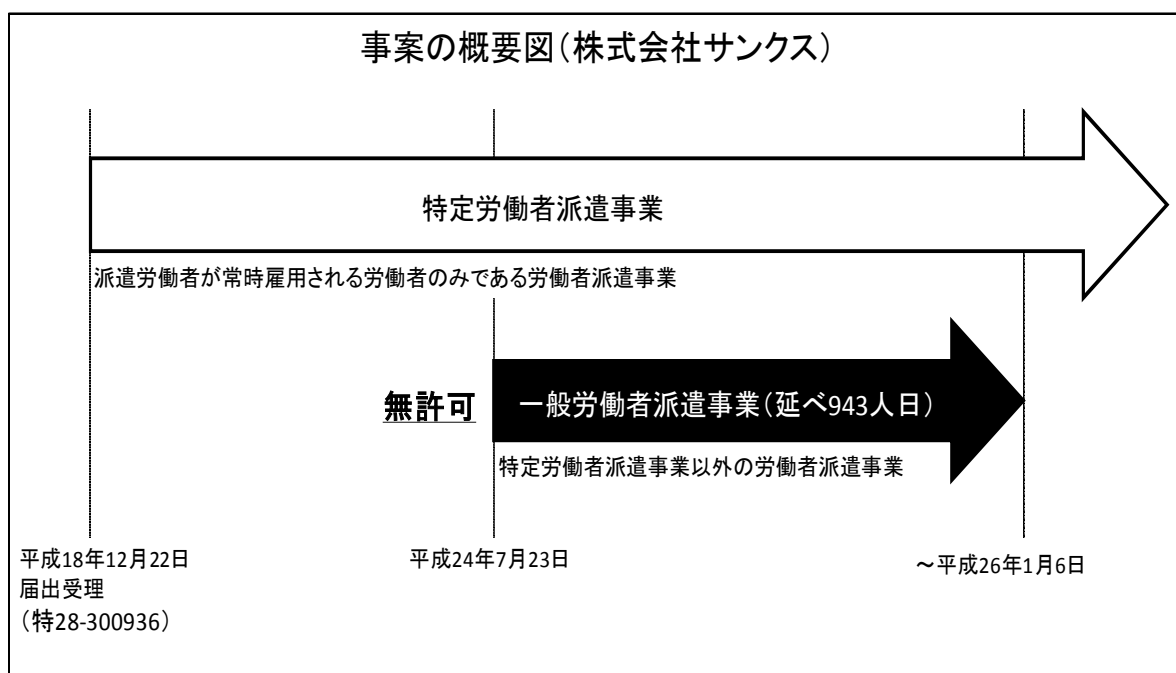 事案の概要図（株式会社サンクス）
特定労働者派遣事業
派遣労働者が常時雇用される労働者のみである労働者派遣事業
無許可
一般労働者派遣事業（延べ943人日）
特定労働者派遣事業以外の労働者派遣事業
平成18年12月22日
届出受理
（特28-300936）
平成24年7月23日
～平成26年1月6日